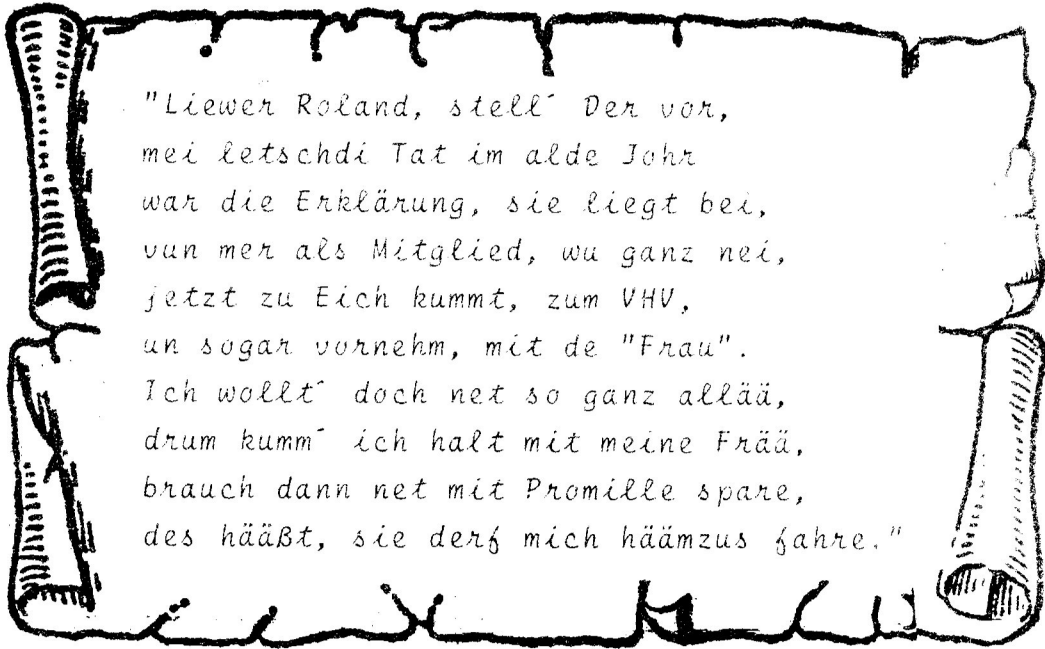 "Liewer Roland, stell´ Der vor,
mei letschdi Tat im alde Johr
war die Erklärung, sie liegt bei,
vun mer als Mitglied, wu ganz nei,
jetzt zu Eich kummt, zum VHV,
un sogar vornehm, mit de "Frau".
Ich wollt´ doch net so ganz allää,
drum kumm´ ich halt mit meine Frää,
brauch dann net mit Promille spare,
des hääßt, sie derf mich häämzus fahre."